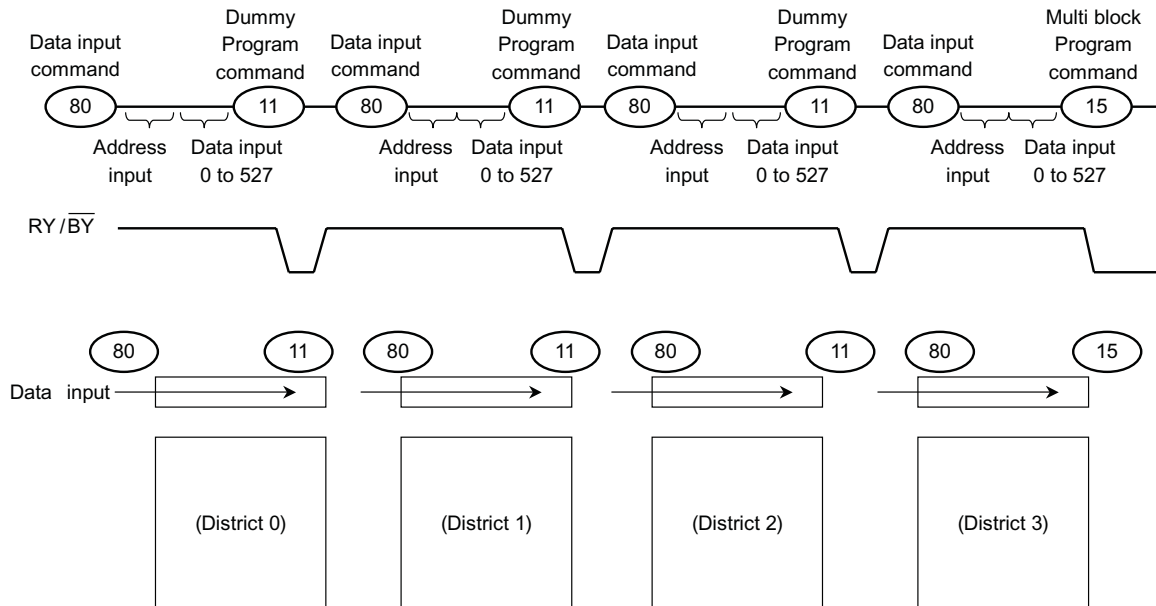 Data input
command
Dummy
Program
command
Data input
command
Dummy
Program
command
Data input
command
Dummy
Program
command
Data input
command
Multi block
Program
command
80 11 80 11 80 11 80 15
Address
input
Data input
0 to 527
Address
input
Data input
0 to 527
Address
input
Data input
0 to 527
Address
input
Data input
0 to 527
RY/B̅Y̅
80 11 80 11 80 11 80 15
Data input
(District 0) (District 1) (District 2) (District 3)